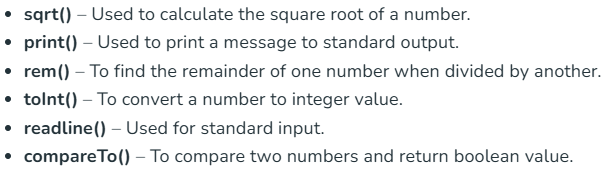 • sqrt() – Used to calculate the square root of a number.
• print() – Used to print a message to standard output.
• rem() – To find the remainder of one number when divided by another.
• toInt() – To convert a number to integer value.
• readline() – Used for standard input.
• compareTo() – To compare two numbers and return boolean value.